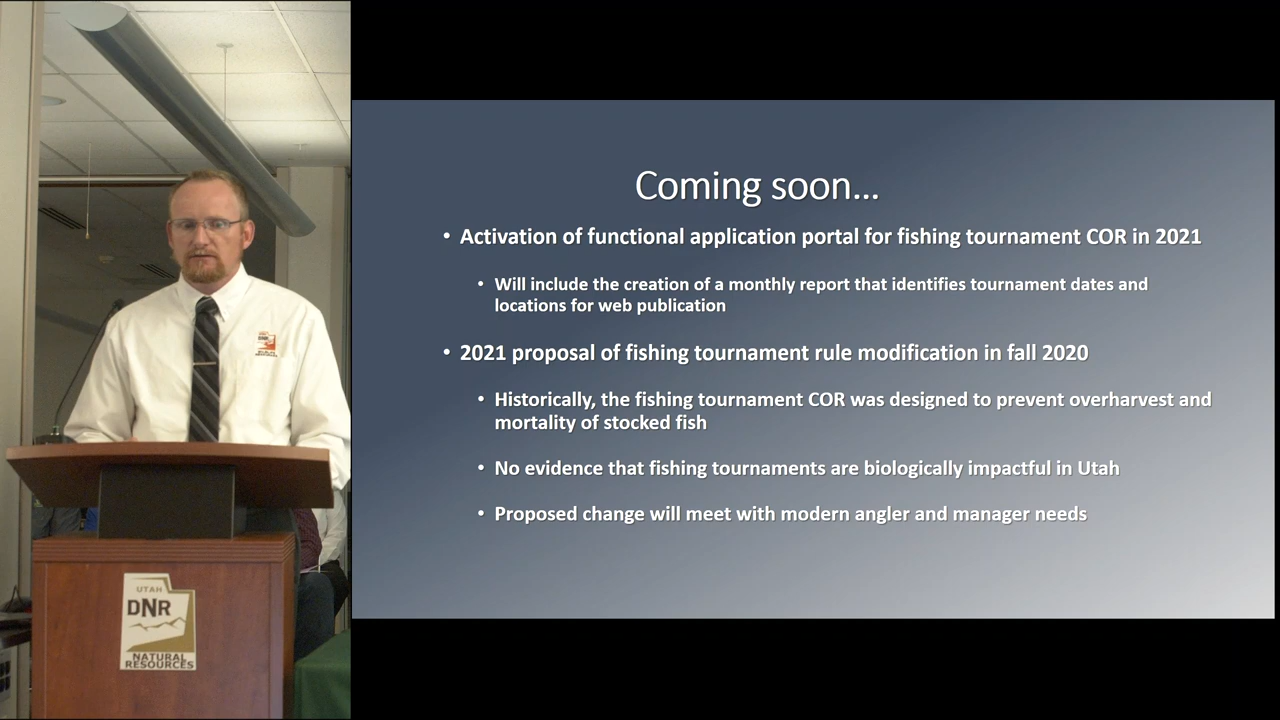 Coming soon...
• Activation of functional application portal for fishing tournament COR in 2021
• Will include the creation of a monthly report that identifies tournament dates and
locations for web publication
• 2021 proposal of fishing tournament rule modification in fall 2020
• Historically, the fishing tournament COR was designed to prevent overharvest and
mortality of stocked fish
• No evidence that fishing tournaments are biologically impactful in Utah
• Proposed change will meet with modern angler and manager needs
DNR
UTAH
DNR
NATURAL
RESOURCES